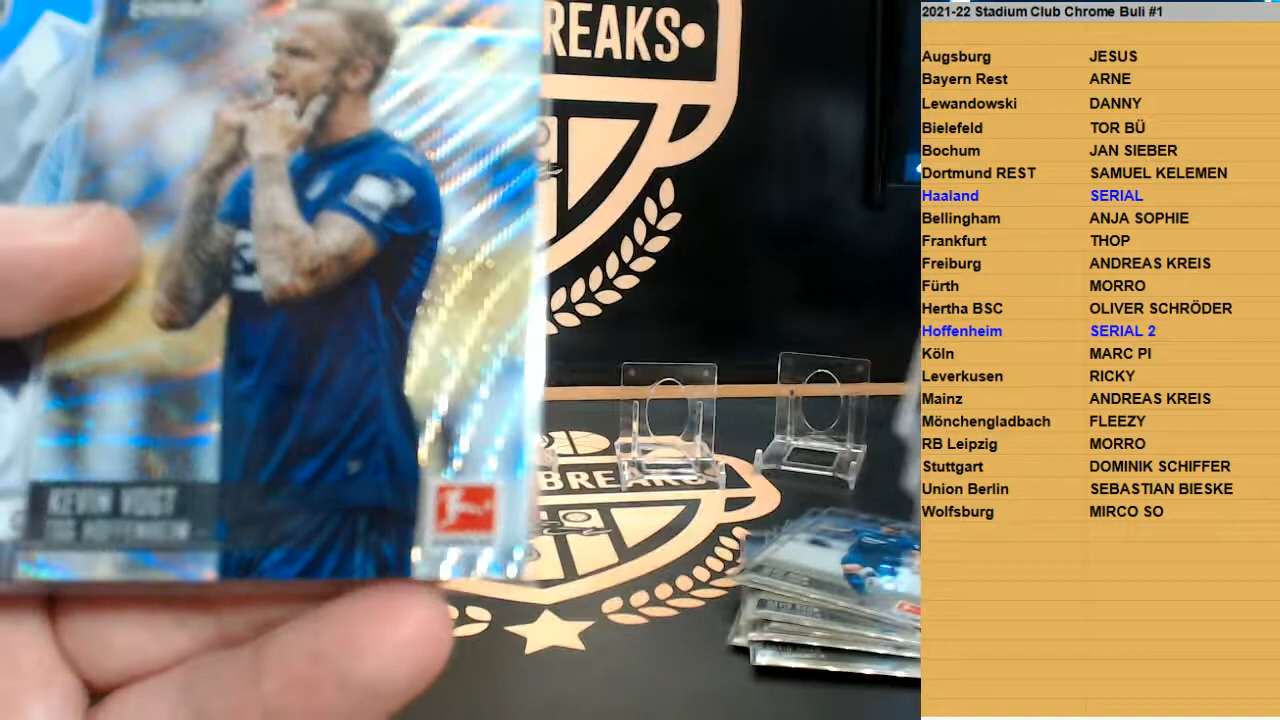 REAKS
KEVIN VOGT
TSG HOFFENHEIM
BREAKS
2021-22 Stadium Club Chrome Buli #1
Augsburg JESUS
Bayern Rest ARNE
Lewandowski DANNY
Bielefeld TOR BÜ
Bochum JAN SIEBER
Dortmund REST SAMUEL KELEMEN
Haaland SERIAL
Bellingham ANJA SOPHIE
Frankfurt THOP
Freiburg ANDREAS KREIS
Fürth MORRO
Hertha BSC OLIVER SCHRÖDER
Hoffenheim SERIAL 2
Köln MARC PI
Leverkusen RICKY
Mainz ANDREAS KREIS
Mönchengladbach FLEEZY
RB Leipzig MORRO
Stuttgart DOMINIK SCHIFFER
Union Berlin SEBASTIAN BIESKE
Wolfsburg MIRCO SO